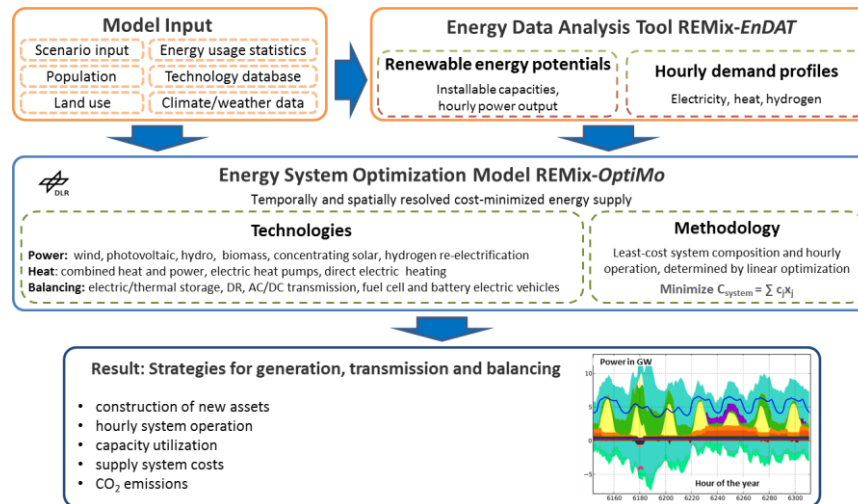 Model Input
Scenario input
Energy usage statistics
Population
Technology database
Land use
Climate/weather data
Energy Data Analysis Tool REMix-EnDAT
Renewable energy potentials
Installable capacities,
hourly power output
Hourly demand profiles
Electricity, heat, hydrogen
DLR
Energy System Optimization Model REMix-OptiMo
Temporally and spatially resolved cost-minimized energy supply
Technologies
Power: wind, photovoltaic, hydro, biomass, concentrating solar, hydrogen re-electrification
Heat: combined heat and power, electric heat pumps, direct electric heating
Balancing: electric/thermal storage, DR, AC/DC transmission, fuel cell and battery electric vehicles
Methodology
Least-cost system composition and hourly
operation, determined by linear optimization
Minimize C_system = ∑ c_j x_j
Result: Strategies for generation, transmission and balancing
• construction of new assets
• hourly system operation
• capacity utilization
• supply system costs
• CO₂ emissions
Power in GW
10
5
0
−5
6160 6180 6200 6220 6240 6260 6280 6300
Hour of the year